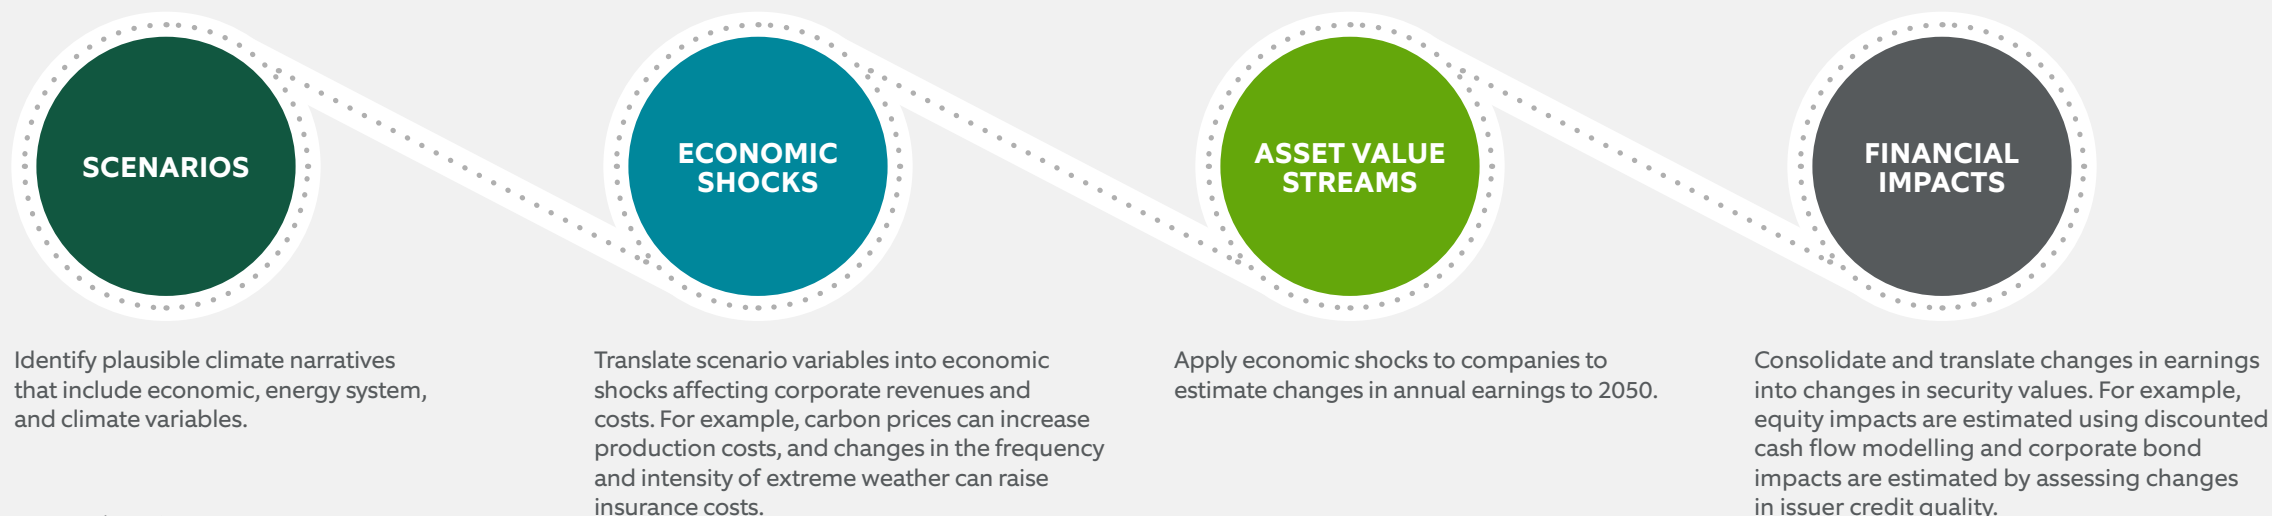 SCENARIOS
ECONOMIC
SHOCKS
ASSET VALUE
STREAMS
FINANCIAL
IMPACTS
Identify plausible climate narratives
that include economic, energy system,
and climate variables.
Translate scenario variables into economic
shocks affecting corporate revenues and
costs. For example, carbon prices can increase
production costs, and changes in the frequency
and intensity of extreme weather can raise
insurance costs.
Apply economic shocks to companies to
estimate changes in annual earnings to 2050.
Consolidate and translate changes in earnings
into changes in security values. For example,
equity impacts are estimated using discounted
cash flow modelling and corporate bond
impacts are estimated by assessing changes
in issuer credit quality.